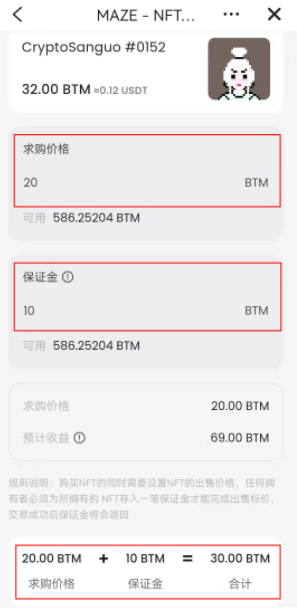 MAZE - NFT...
CryptoSanguo #0152
32.00 BTM ≈0.12 USDT
求购价格
20 BTM
可用 586.25204 BTM
保证金
10 BTM
可用 586.25204 BTM
求购价格 20.00 BTM
预计收益 69.00 BTM
规则说明：购买NFT的同时需要设置NFT的出售价格，任何拥
有者必须为所拥有的 NFT存入一笔保证金才能完成出售标价，
交易成功后保证金将会退回
20.00 BTM + 10 BTM = 30.00 BTM
求购价格 保证金 合计